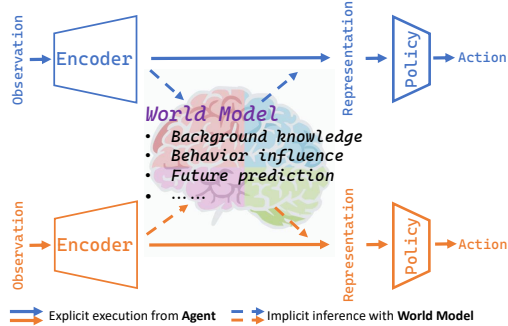 Observation
Encoder
Representation
Policy
Action
World Model
• Background knowledge
• Behavior influence
• Future prediction
• ……
Observation
Encoder
Representation
Policy
Action
Explicit execution from Agent
Implicit inference with World Model